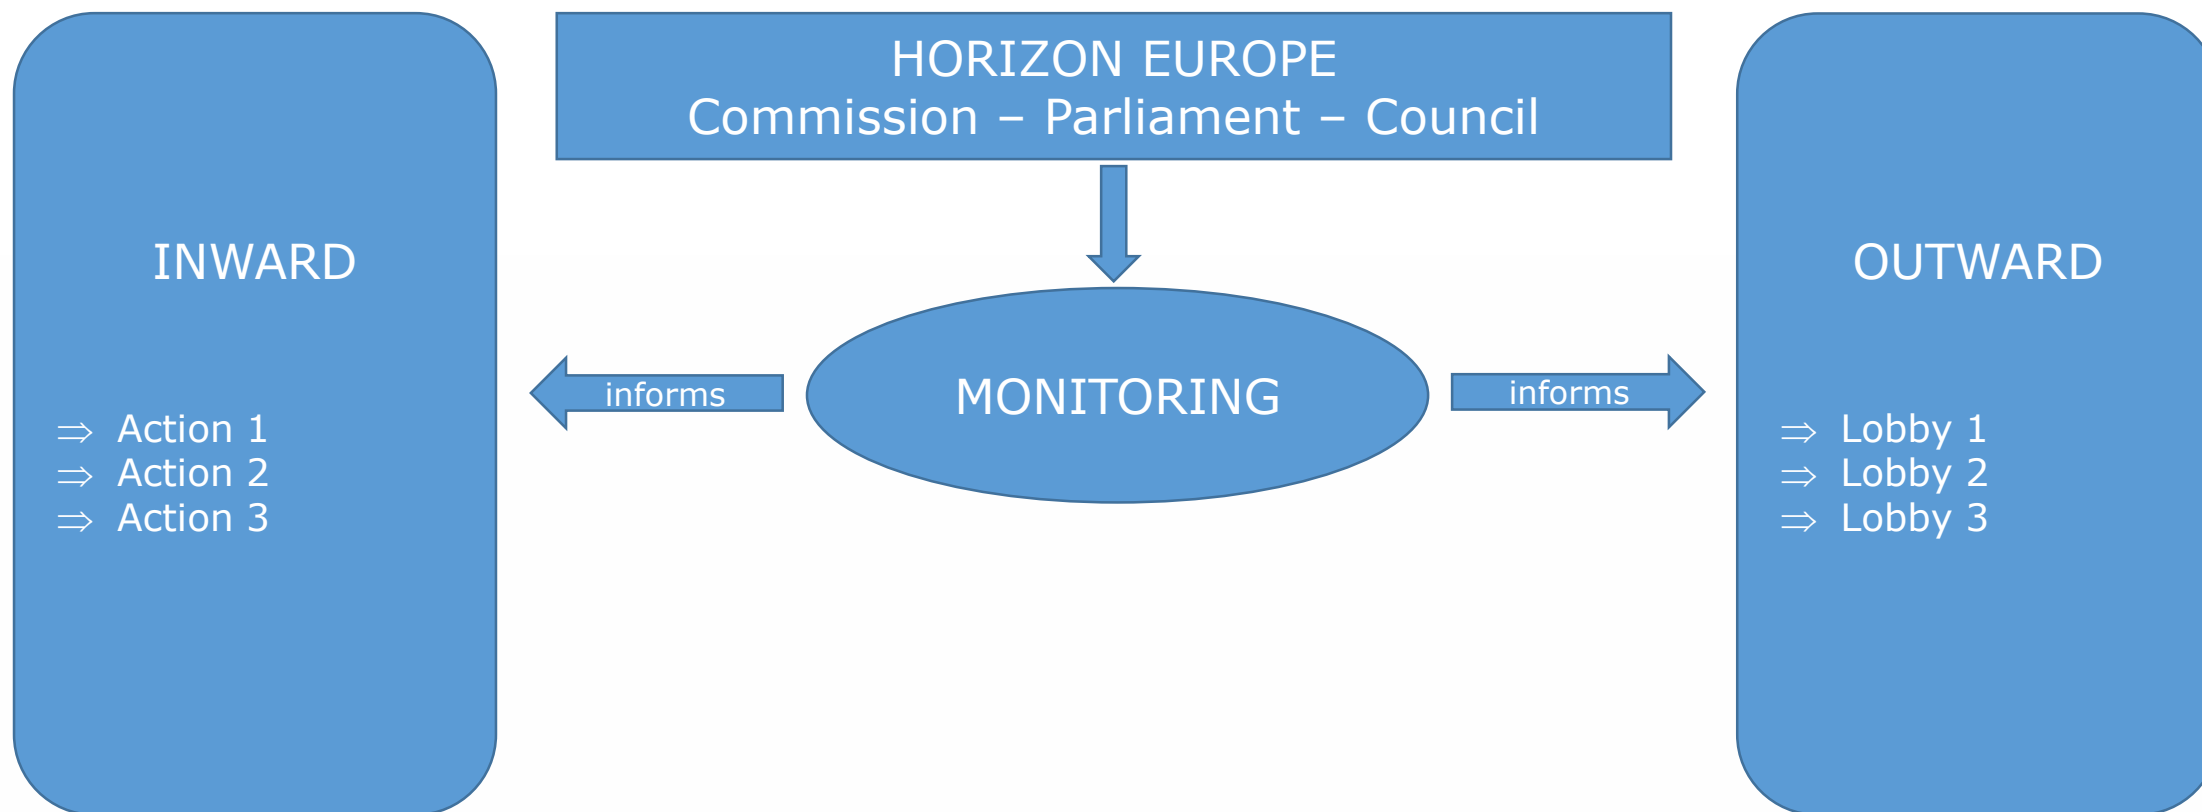 HORIZON EUROPE
Commission – Parliament – Council
INWARD
⇒ Action 1
⇒ Action 2
⇒ Action 3
informs
MONITORING
informs
OUTWARD
⇒ Lobby 1
⇒ Lobby 2
⇒ Lobby 3